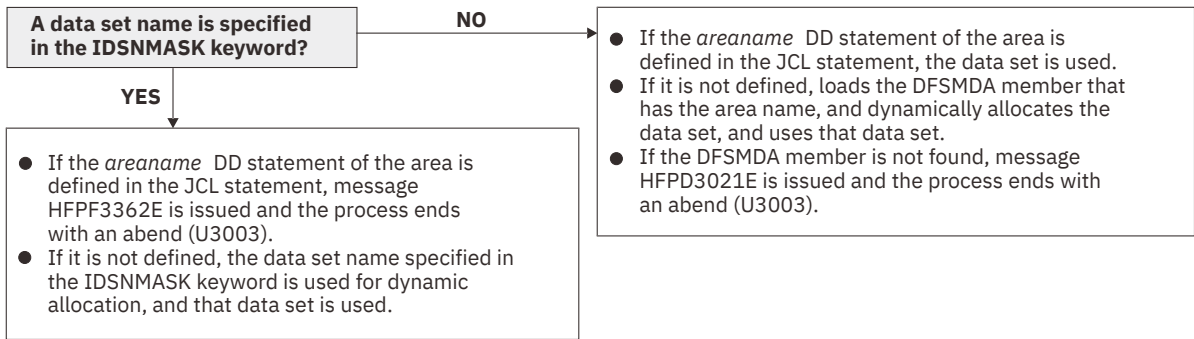 A data set name is specified
in the IDSNMASK keyword?
NO
● If the areaname DD statement of the area is
defined in the JCL statement, the data set is used.
● If it is not defined, loads the DFSMDA member that
has the area name, and dynamically allocates the
data set, and uses that data set.
● If the DFSMDA member is not found, message
HFPD3021E is issued and the process ends with
an abend (U3003).
YES
● If the areaname DD statement of the area is
defined in the JCL statement, message
HFPF3362E is issued and the process ends
with an abend (U3003).
● If it is not defined, the data set name specified in
the IDSNMASK keyword is used for dynamic
allocation, and that data set is used.